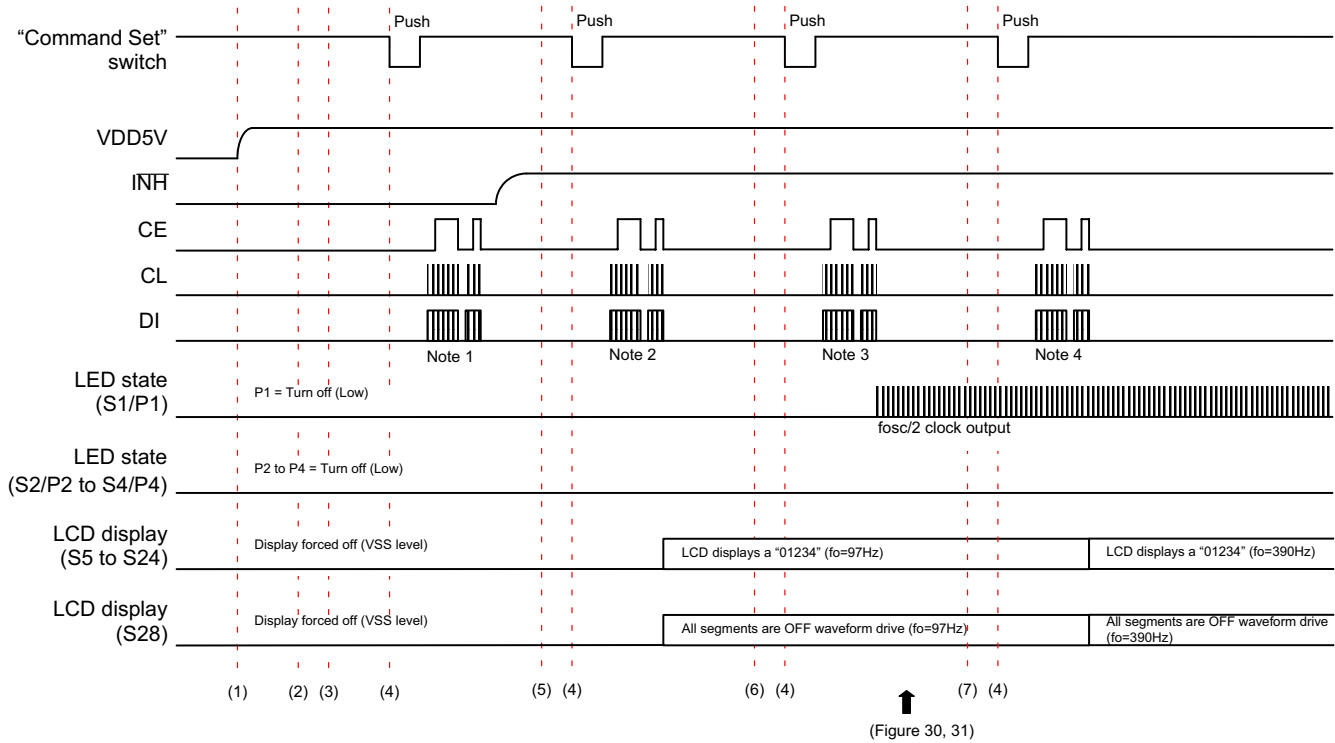 Push Push Push Push
“Command Set”
switch
VDD5V
INH
CE
CL
DI
Note 1 Note 2 Note 3 Note 4
LED state
(S1/P1)
P1 = Turn off (Low)
fosc/2 clock output
LED state
(S2/P2 to S4/P4)
P2 to P4 = Turn off (Low)
LCD display
(S5 to S24)
Display forced off (VSS level)
LCD displays a “01234” (fo=97Hz)
LCD displays a “01234” (fo=390Hz)
LCD display
(S28)
Display forced off (VSS level)
All segments are OFF waveform drive (fo=97Hz)
All segments are OFF waveform drive
(fo=390Hz)
(1) (2) (3) (4) (5) (4) (6) (4) (7) (4)
(Figure 30, 31)